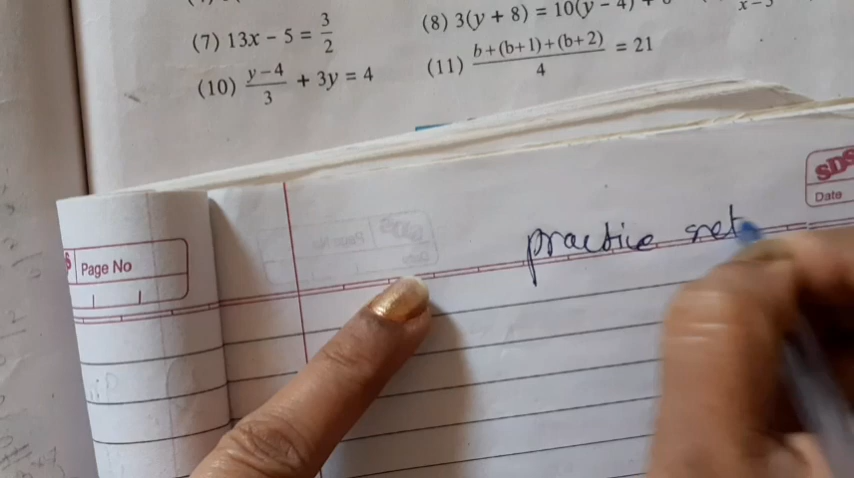 (7) 13x − 5 = 3/2
(8) 3(y + 8) = 10(y − 4) +
(10) (y−4)/3 + 3y = 4
(11) (b+(b+1)+(b+2))/4 = 21
SDS
Date
practice set
Page No